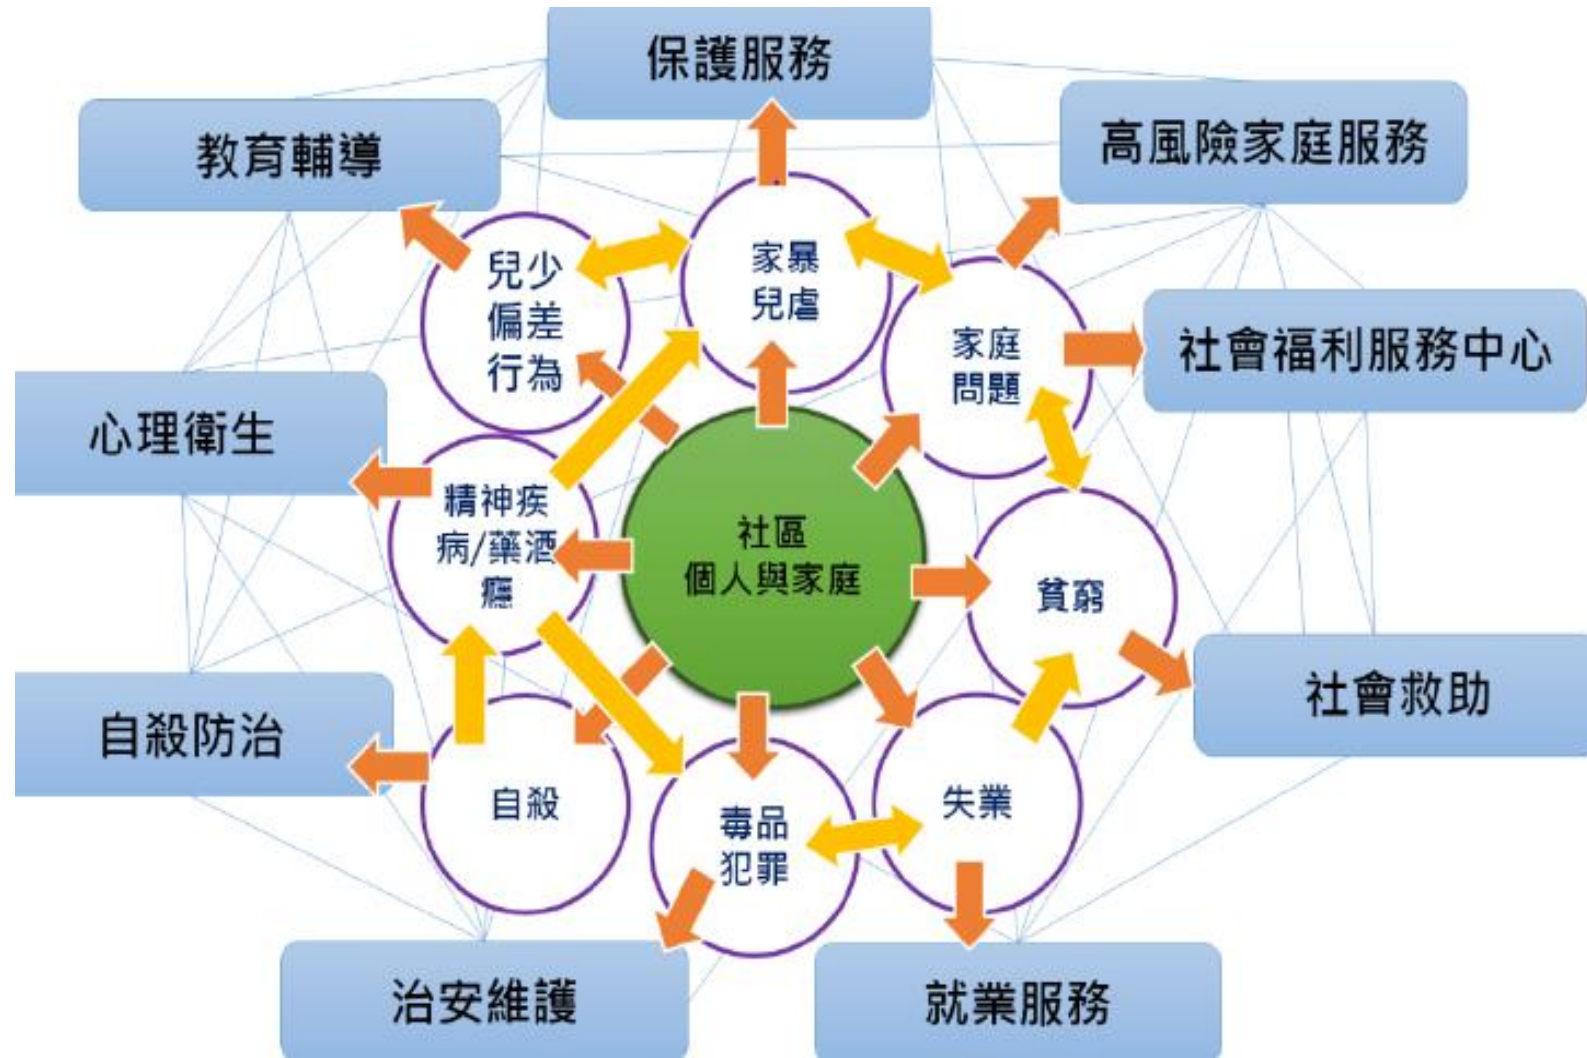 保護服務
教育輔導
高風險家庭服務
家暴
兒虐
兒少
偏差
行為
家庭
問題
社會福利服務中心
心理衛生
精神疾
病/藥酒
癮
社區
個人與家庭
貧窮
社會救助
自殺防治
自殺
毒品
犯罪
失業
治安維護
就業服務